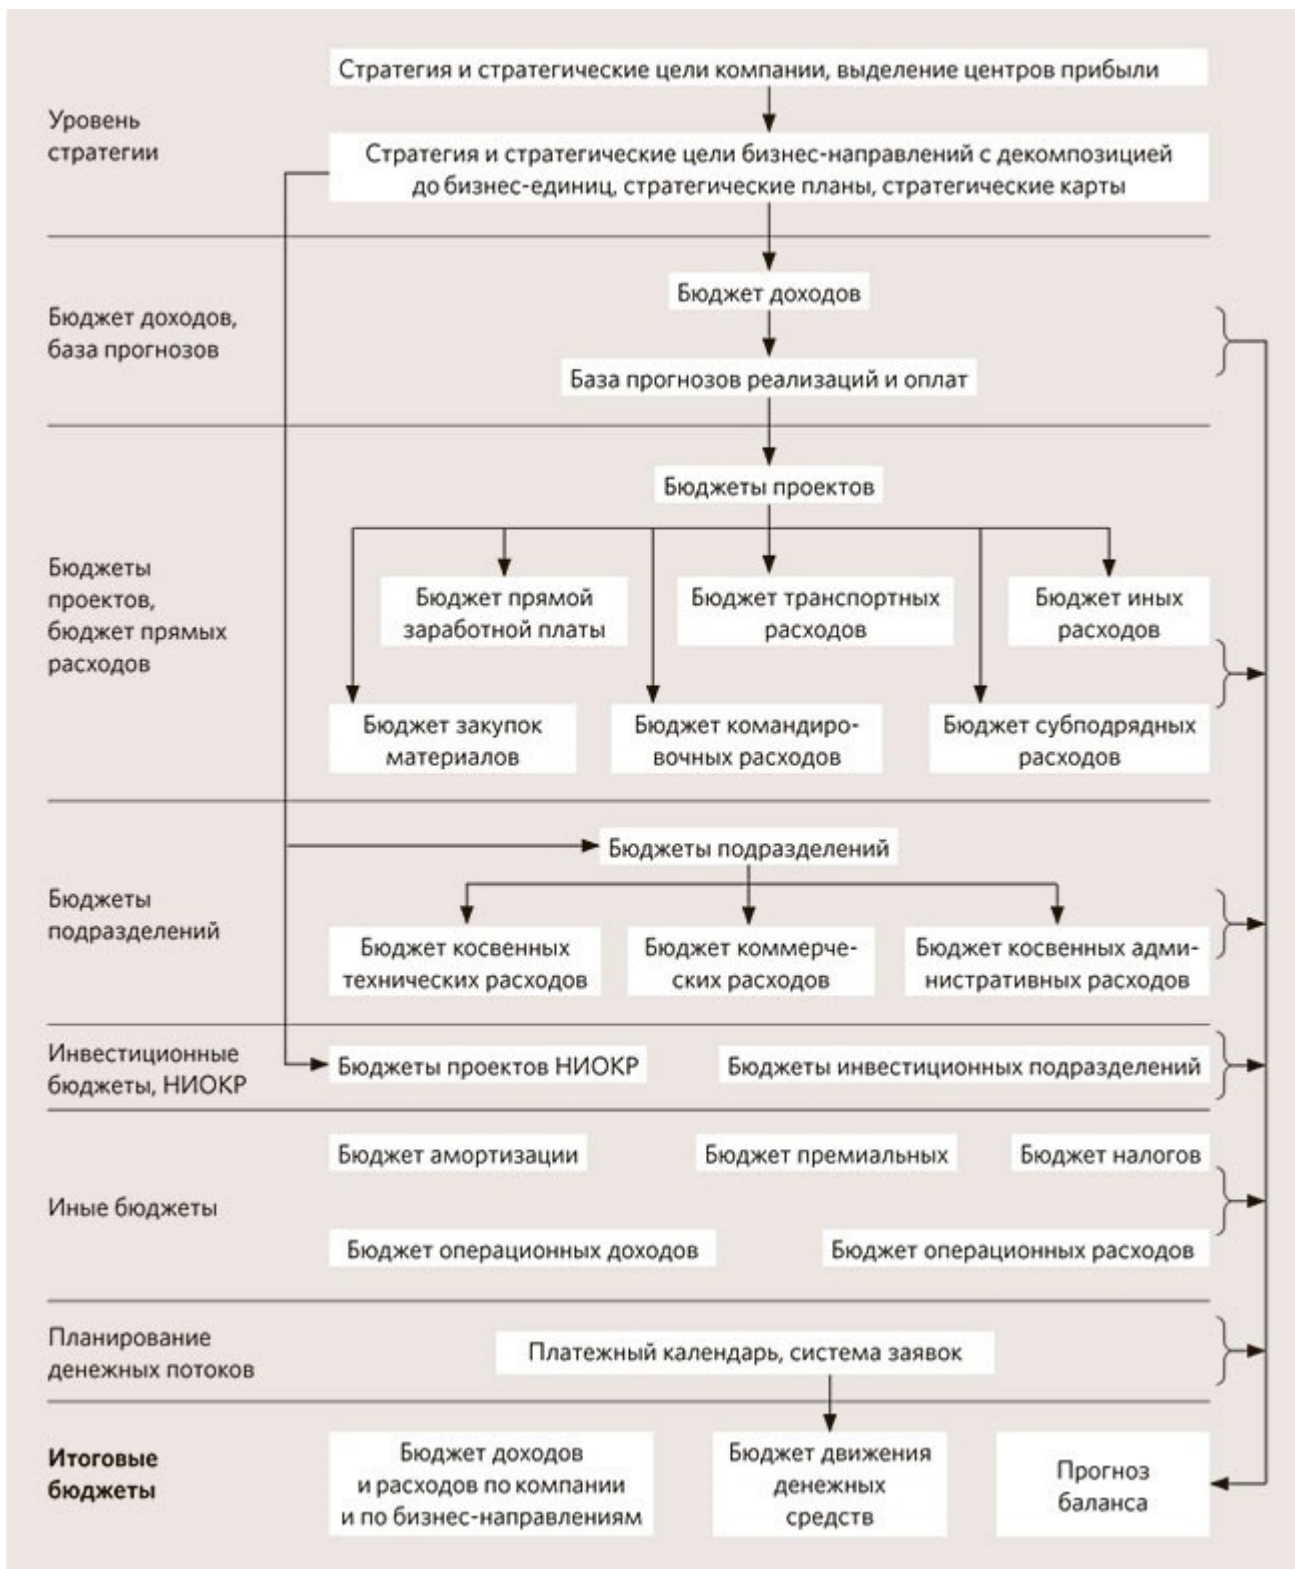 Стратегия и стратегические цели компании, выделение центров прибыли
Уровень
стратегии
Стратегия и стратегические цели бизнес-направлений с декомпозицией
до бизнес-единиц, стратегические планы, стратегические карты
Бюджет доходов,
база прогнозов
Бюджет доходов
База прогнозов реализаций и оплат
Бюджеты
проектов,
бюджет прямых
расходов
Бюджеты проектов
Бюджет прямой
заработной платы
Бюджет транспортных
расходов
Бюджет иных
расходов
Бюджет закупок
материалов
Бюджет командиро-
вочных расходов
Бюджет субподрядных
расходов
Бюджеты
подразделений
Бюджеты подразделений
Бюджет косвенных
технических расходов
Бюджет коммерче-
ских расходов
Бюджет косвенных адми-
нистративных расходов
Инвестиционные
бюджеты, НИОКР
Бюджеты проектов НИОКР
Бюджеты инвестиционных подразделений
Иные бюджеты
Бюджет амортизации
Бюджет премиальных
Бюджет налогов
Бюджет операционных доходов
Бюджет операционных расходов
Планирование
денежных потоков
Платежный календарь, система заявок
Итоговые
бюджеты
Бюджет доходов
и расходов по компании
и по бизнес-направлениям
Бюджет движения
денежных
средств
Прогноз
баланса